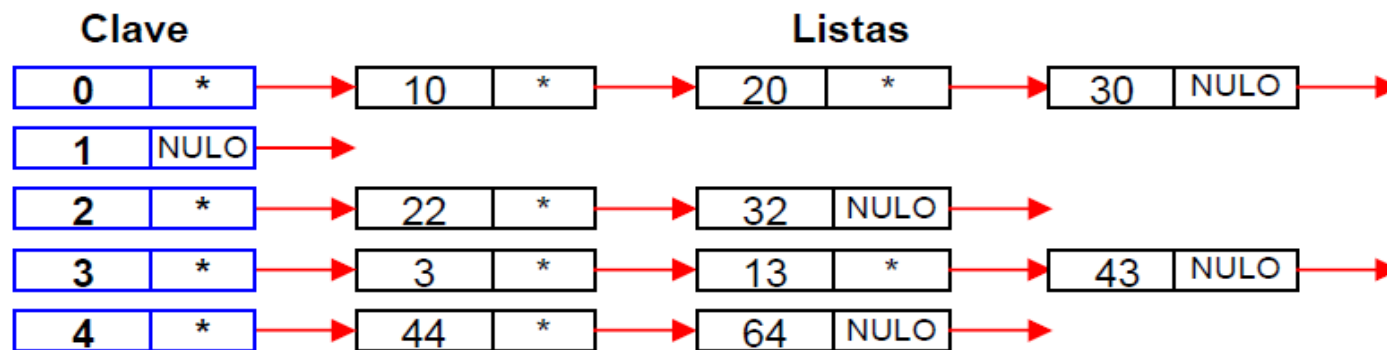 Clave Listas
0 * 10 * 20 * 30 NULO
1 NULO
2 * 22 * 32 NULO
3 * 3 * 13 * 43 NULO
4 * 44 * 64 NULO